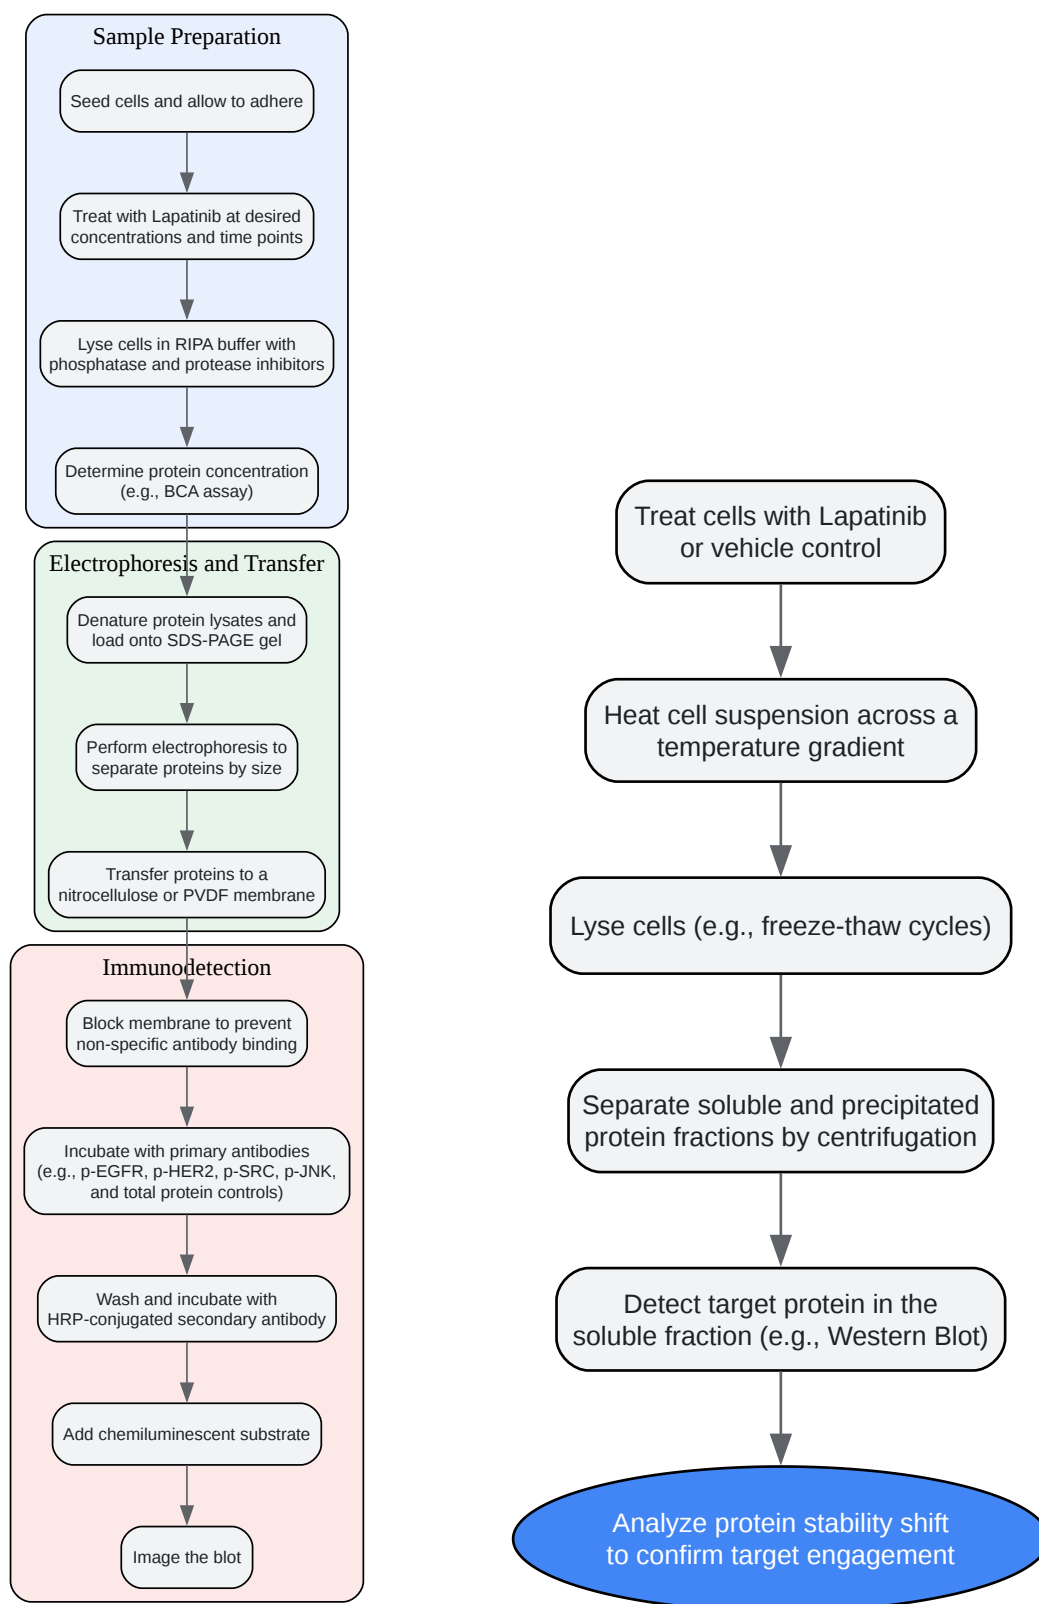 Sample Preparation
Seed cells and allow to adhere
Treat with Lapatinib at desired
concentrations and time points
Lyse cells in RIPA buffer with
phosphatase and protease inhibitors
Determine protein concentration
(e.g., BCA assay)
Electrophoresis and Transfer
Denature protein lysates and
load onto SDS-PAGE gel
Perform electrophoresis to
separate proteins by size
Transfer proteins to a
nitrocellulose or PVDF membrane
Immunodetection
Block membrane to prevent
non-specific antibody binding
Incubate with primary antibodies
(e.g., p-EGFR, p-HER2, p-SRC, p-JNK,
and total protein controls)
Wash and incubate with
HRP-conjugated secondary antibody
Add chemiluminescent substrate
Image the blot
Treat cells with Lapatinib
or vehicle control
Heat cell suspension across a
temperature gradient
Lyse cells (e.g., freeze-thaw cycles)
Separate soluble and precipitated
protein fractions by centrifugation
Detect target protein in the
soluble fraction (e.g., Western Blot)
Analyze protein stability shift
to confirm target engagement